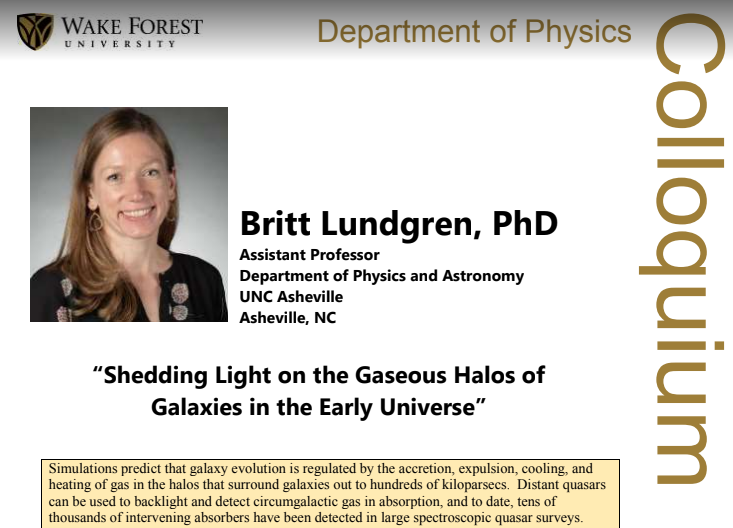 WAKE FOREST
UNIVERSITY
Department of Physics
Colloquium
Britt Lundgren, PhD
Assistant Professor
Department of Physics and Astronomy
UNC Asheville
Asheville, NC
“Shedding Light on the Gaseous Halos of
Galaxies in the Early Universe”
Simulations predict that galaxy evolution is regulated by the accretion, expulsion, cooling, and
heating of gas in the halos that surround galaxies out to hundreds of kiloparsecs. Distant quasars
can be used to backlight and detect circumgalactic gas in absorption, and to date, tens of
thousands of intervening absorbers have been detected in large spectroscopic quasar surveys.